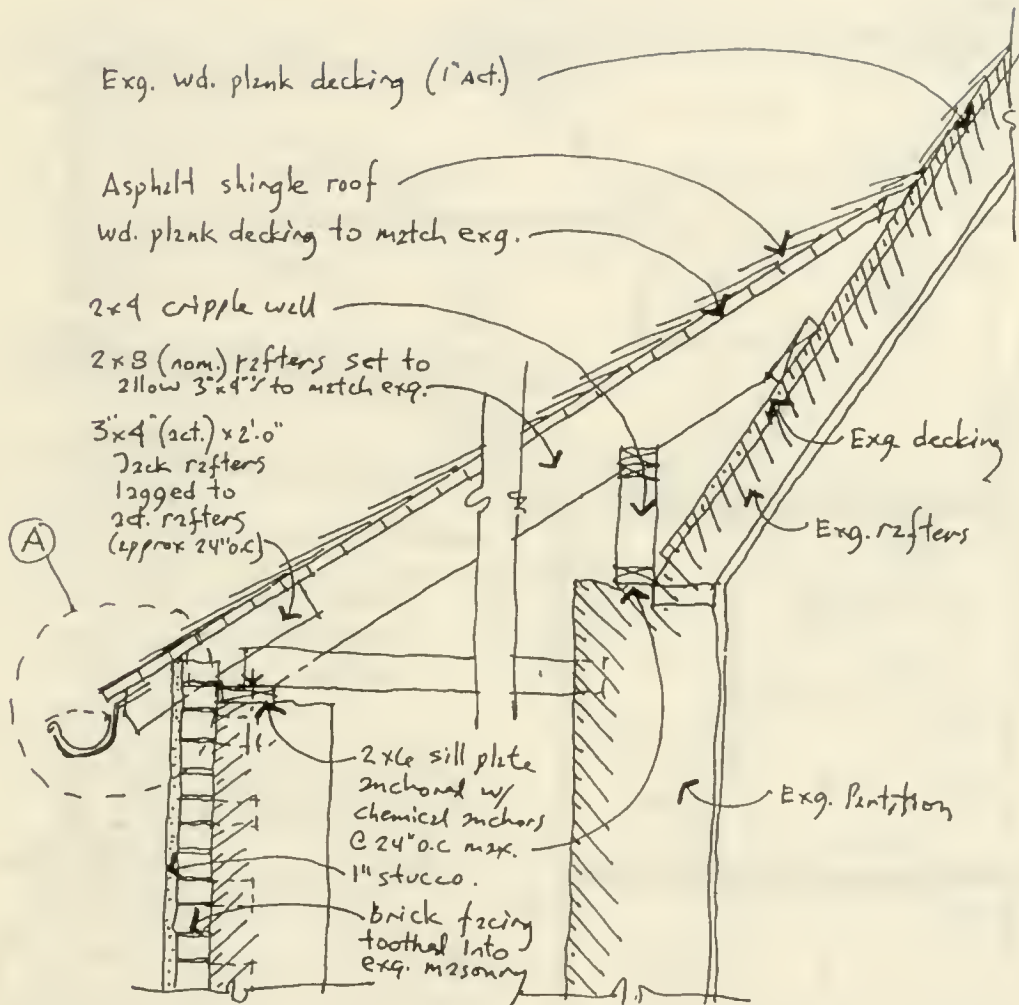 Exg. wd. plank decking (1" Act.)
Asphalt shingle roof
wd. plank decking to match exg.
2x4 cripple wall
2x8 (nom.) rafters set to
allow 3"x4"s to match exg.
3"x4" (act.) x 2'-0"
Jack rafters
lagged to
act. rafters
(approx 24" o.c)
A
Exg. decking
Exg. rafters
2x6 sill plate
anchored w/
chemical anchors
@ 24" o.c max.
Exg. Partition
1" stucco.
brick facing
toothed into
exg. masonry